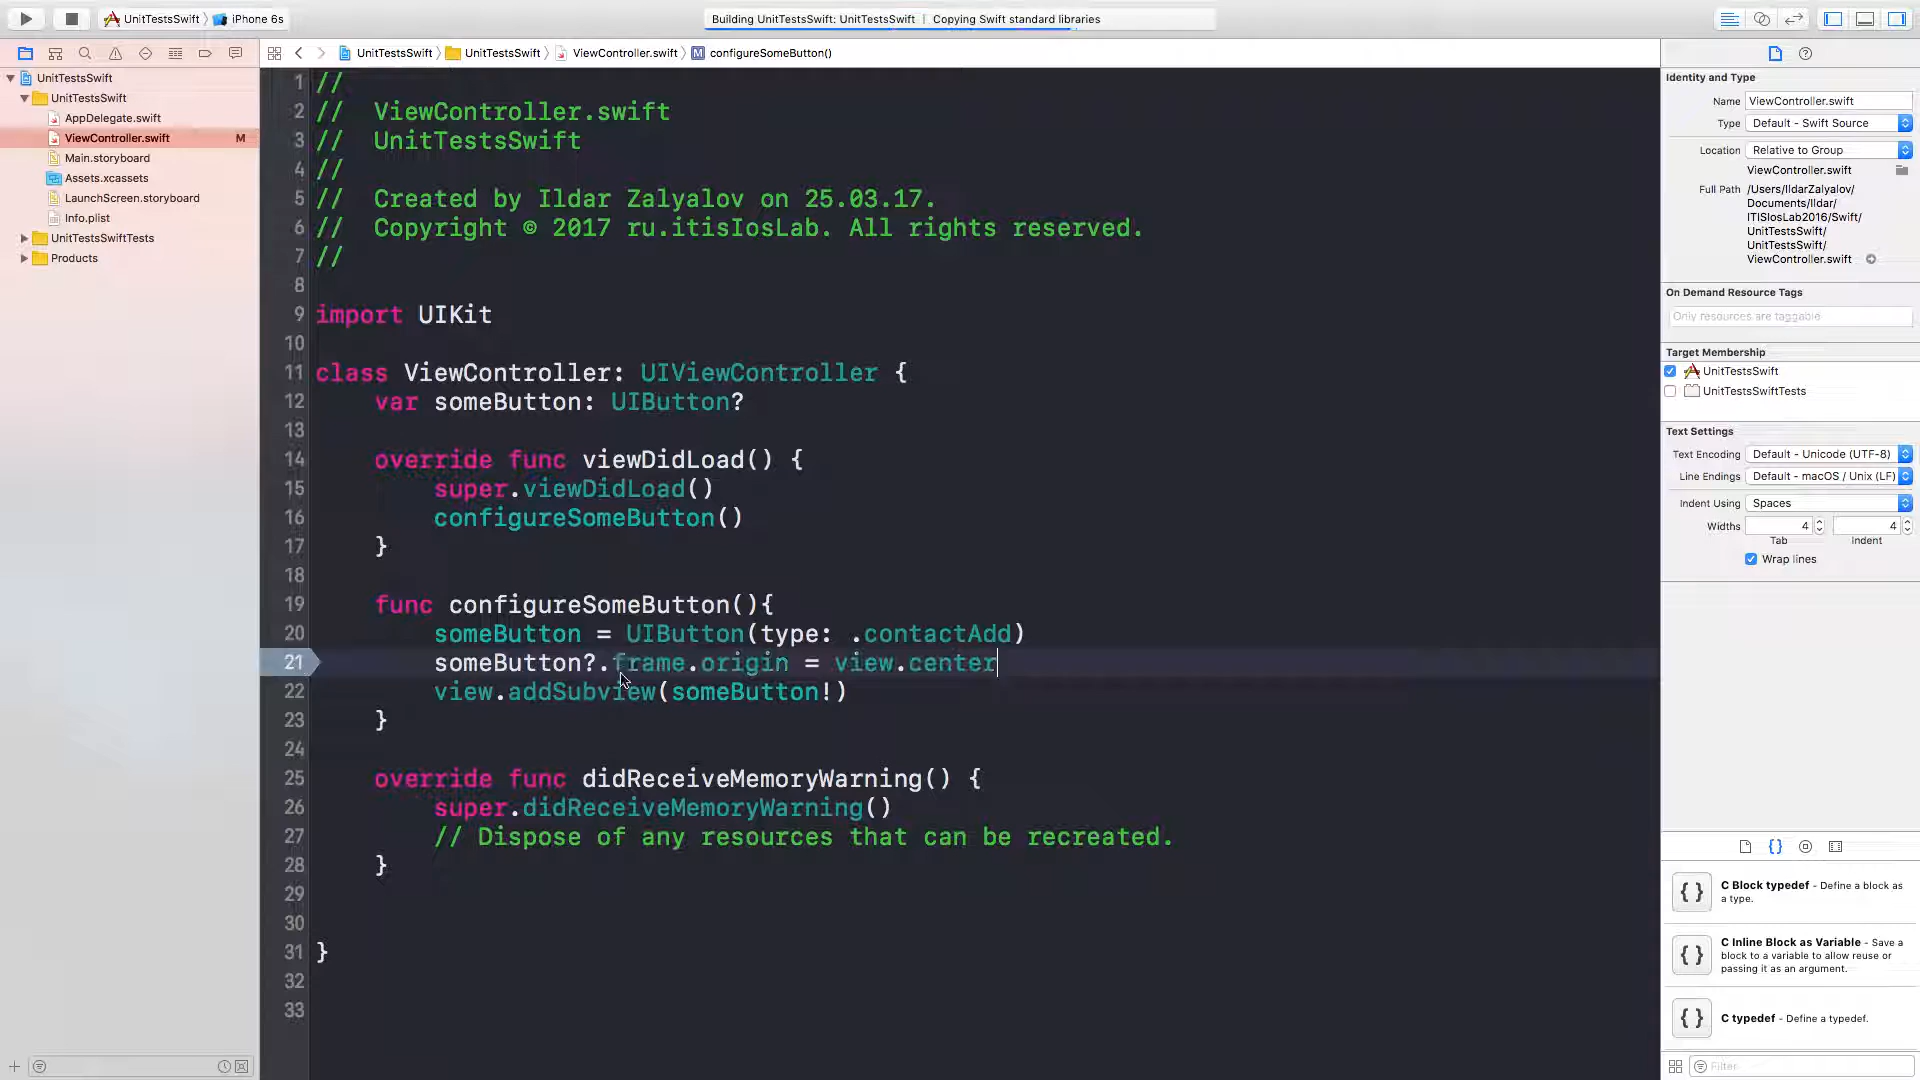 UnitTestsSwift 〉 iPhone 6s
Building UnitTestsSwift: UnitTestsSwift | Copying Swift standard libraries
UnitTestsSwift 〉 UnitTestsSwift 〉 ViewController.swift 〉 M configureSomeButton()
UnitTestsSwift
UnitTestsSwift
AppDelegate.swift
ViewController.swift M
Main.storyboard
Assets.xcassets
LaunchScreen.storyboard
Info.plist
UnitTestsSwiftTests
Products
1 //
2 //  ViewController.swift
3 //  UnitTestsSwift
4 //
5 //  Created by Ildar Zalyalov on 25.03.17.
6 //  Copyright © 2017 ru.itisIosLab. All rights reserved.
7 //
8
9 import UIKit
10
11 class ViewController: UIViewController {
12     var someButton: UIButton?
13
14     override func viewDidLoad() {
15         super.viewDidLoad()
16         configureSomeButton()
17     }
18
19     func configureSomeButton(){
20         someButton = UIButton(type: .contactAdd)
21         someButton?.frame.origin = view.center
22         view.addSubview(someButton!)
23     }
24
25     override func didReceiveMemoryWarning() {
26         super.didReceiveMemoryWarning()
27         // Dispose of any resources that can be recreated.
28     }
29
30
31 }
32
33
Identity and Type
Name ViewController.swift
Type Default - Swift Source
Location Relative to Group
ViewController.swift
Full Path /Users/IldarZalyalov/
Documents/Ildar/
ITISIosLab2016/Swift/
UnitTestsSwift/
UnitTestsSwift/
ViewController.swift
On Demand Resource Tags
Only resources are taggable
Target Membership
UnitTestsSwift
UnitTestsSwiftTests
Text Settings
Text Encoding Default - Unicode (UTF-8)
Line Endings Default - macOS / Unix (LF)
Indent Using Spaces
Widths 4 4
Tab Indent
Wrap lines
{ } C Block typedef - Define a block as
a type.
{ } C Inline Block as Variable - Save a
block to a variable to allow reuse or
passing it as an argument.
{ } C typedef - Define a typedef.
Filter